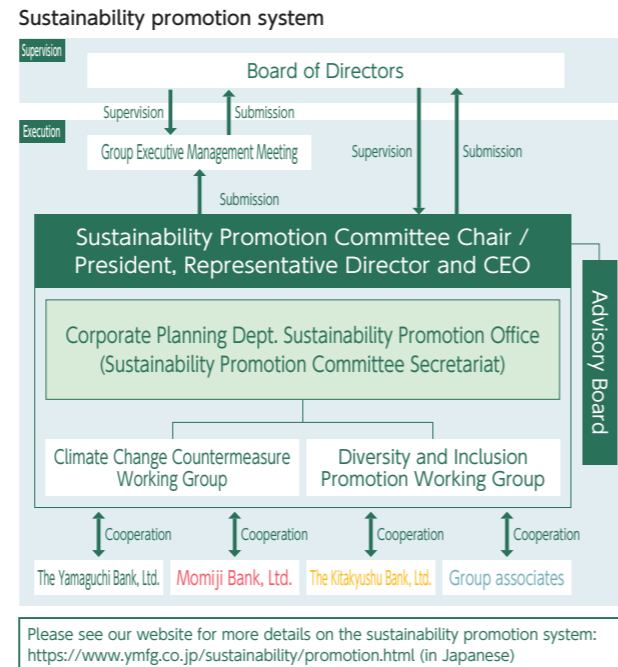 Sustainability promotion system
Supervision
Board of Directors
Supervision
Submission
Execution
Group Executive Management Meeting
Supervision
Submission
Submission
Sustainability Promotion Committee Chair /
President, Representative Director and CEO
Advisory Board
Corporate Planning Dept. Sustainability Promotion Office
(Sustainability Promotion Committee Secretariat)
Climate Change Countermeasure
Working Group
Diversity and Inclusion
Promotion Working Group
Cooperation
Cooperation
Cooperation
Cooperation
The Yamaguchi Bank, Ltd.
Momiji Bank, Ltd.
The Kitakyushu Bank, Ltd.
Group associates
Please see our website for more details on the sustainability promotion system:
https://www.ymfg.co.jp/sustainability/promotion.html (in Japanese)